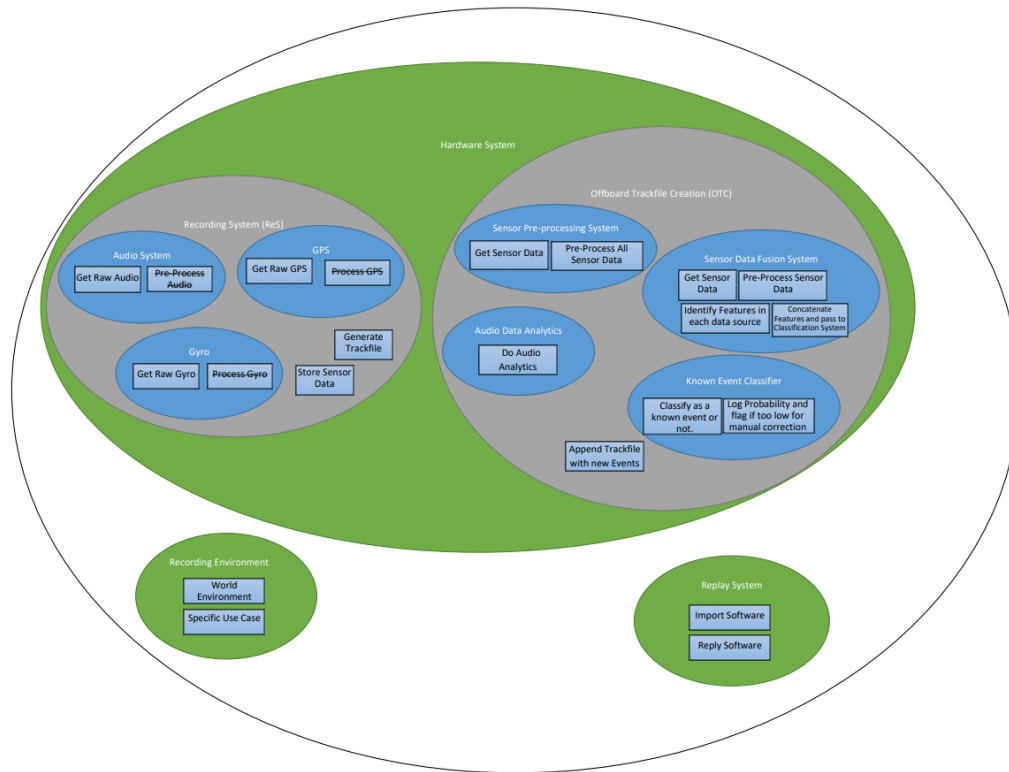 Hardware System
Recording System (ReS)
Audio System
Get Raw Audio
Pre-Process
Audio
GPS
Get Raw GPS
Process GPS
Gyro
Get Raw Gyro
Process Gyro
Generate
Trackfile
Store Sensor
Data
Offboard Trackfile Creation (OTC)
Sensor Pre-processing System
Get Sensor Data
Pre-Process All
Sensor Data
Sensor Data Fusion System
Get Sensor
Data
Pre-Process Sensor
Data
Identify Features in
each data source
Concatenate
Features and pass to
Classification System
Audio Data Analytics
Do Audio
Analytics
Known Event Classifier
Classify as a
known event or
not.
Log Probability and
flag if too low for
manual correction
Append Trackfile
with new Events
Recording Environment
World
Environment
Specific Use Case
Replay System
Import Software
Reply Software